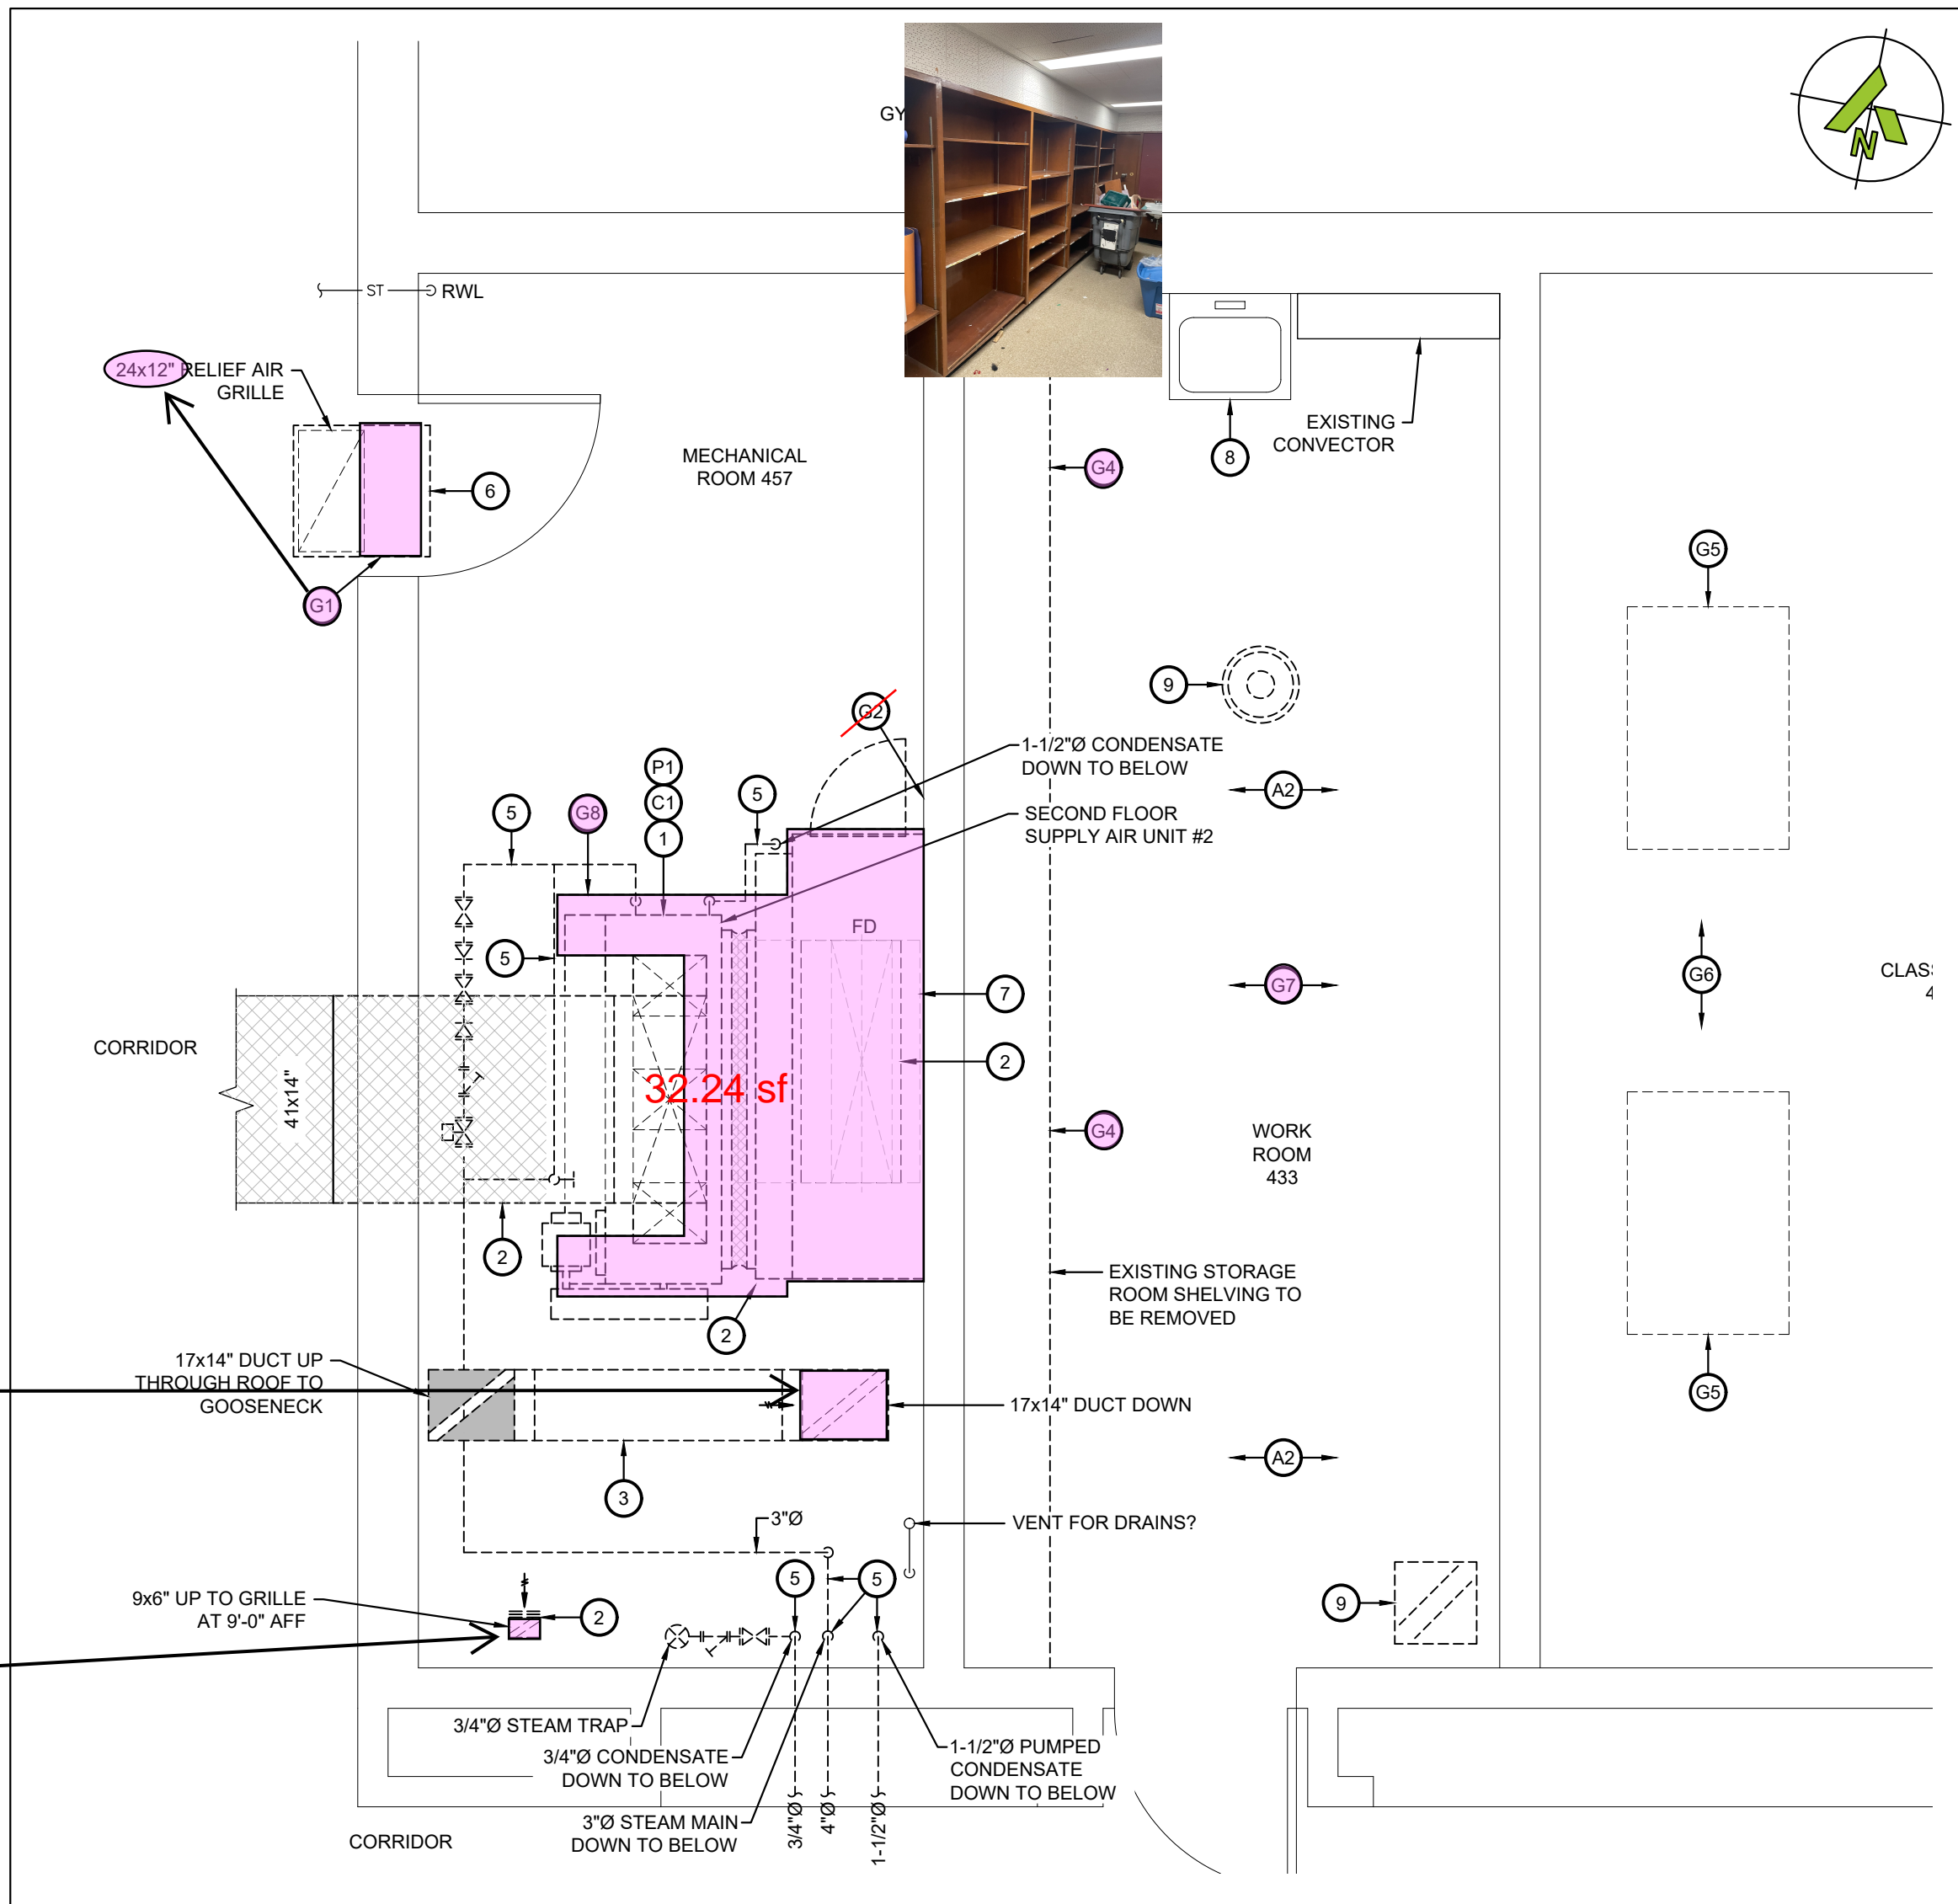 GY
N
ST
RWL
24x12" RELIEF AIR
GRILLE
MECHANICAL
ROOM 457
6
G1
G4
8
EXISTING
CONVECTOR
G5
9
G2
1-1/2"Ø CONDENSATE
DOWN TO BELOW
P1
C1
1
5
G8
5
A2
SECOND FLOOR
SUPPLY AIR UNIT #2
FD
5
7
G7
G6
CLAS
4
CORRIDOR
41x14"
32.24 sf
2
G4
WORK
ROOM
433
2
2
EXISTING STORAGE
ROOM SHELVING TO
BE REMOVED
17x14" DUCT UP
THROUGH ROOF TO
GOOSENECK
17x14" DUCT DOWN
G5
3
A2
3"Ø
VENT FOR DRAINS?
5
5
9x6" UP TO GRILLE
AT 9'-0" AFF
2
9
3/4"Ø STEAM TRAP
3/4"Ø CONDENSATE
DOWN TO BELOW
3"Ø STEAM MAIN
DOWN TO BELOW
3/4"Ø
4"Ø
1-1/2"Ø
1-1/2"Ø PUMPED
CONDENSATE
DOWN TO BELOW
CORRIDOR